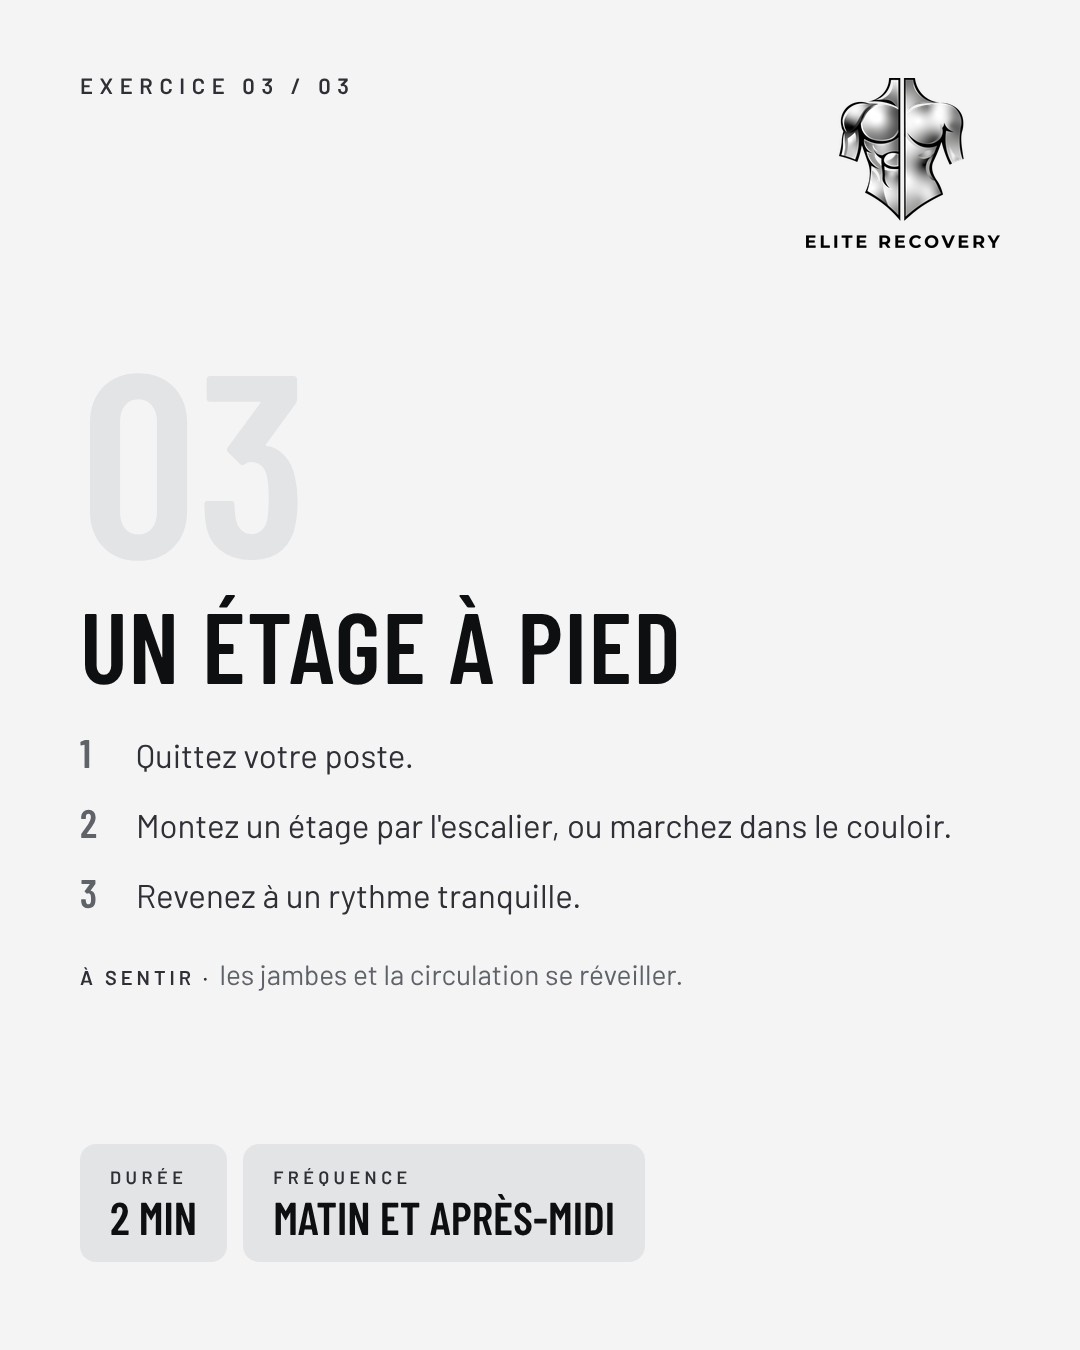 EXERCICE 03 / 03
ELITE RECOVERY
03
UN ÉTAGE À PIED
1 Quittez votre poste.
2 Montez un étage par l'escalier, ou marchez dans le couloir.
3 Revenez à un rythme tranquille.
À SENTIR · les jambes et la circulation se réveiller.
DURÉE
2 MIN
FRÉQUENCE
MATIN ET APRÈS-MIDI